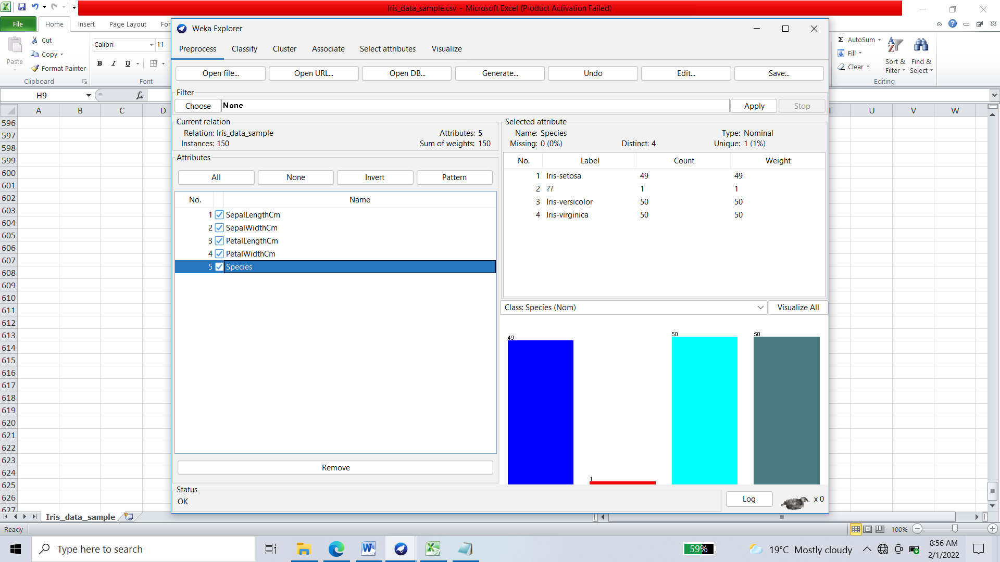 Iris_data_sample.csv - Microsoft Excel (Product Activation Failed)
File Home Insert Page Layout For
Cut
Copy
Paste
Format Painter
Clipboard
Calibri 11
B I U
Font
AutoSum
Fill
Clear
Sort & Filter
Find & Select
Editing
H9 fx
A B C D T U V W
596
597
598
599
600
601
602
603
604
605
606
607
608
609
610
611
612
613
614
615
616
617
618
619
620
621
622
623
624
625
626
627
Weka Explorer
Preprocess Classify Cluster Associate Select attributes Visualize
Open file... Open URL... Open DB... Generate... Undo Edit... Save...
Filter
Choose None Apply Stop
Current relation
Relation: Iris_data_sample Attributes: 5
Instances: 150 Sum of weights: 150
Attributes
All None Invert Pattern
No. Name
1 SepalLengthCm
2 SepalWidthCm
3 PetalLengthCm
4 PetalWidthCm
5 Species
Remove
Selected attribute
Name: Species Type: Nominal
Missing: 0 (0%) Distinct: 4 Unique: 1 (1%)
No. Label Count Weight
1 Iris-setosa 49 49
2 ?? 1 1
3 Iris-versicolor 50 50
4 Iris-virginica 50 50
Class: Species (Nom) Visualize All
49 1 50 50
Status
OK
Log x 0
Iris_data_sample
Ready 100%
Type here to search
59%
19°C Mostly cloudy
8:56 AM
2/1/2022